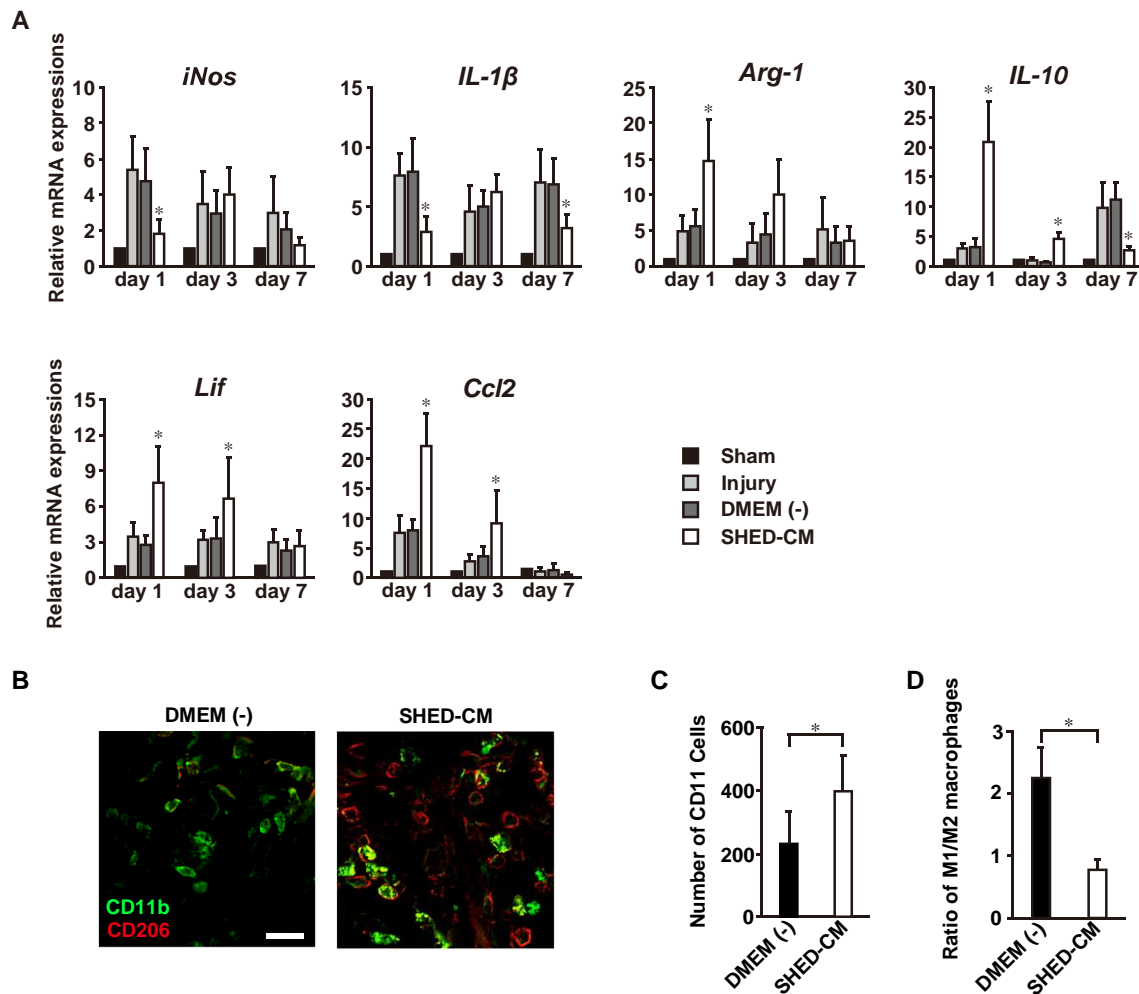 A
iNos
IL-1β
Arg-1
IL-10
Relative mRNA expressions
10
8
6
4
2
0
*
day 1 day 3 day 7
15
10
5
0
*
*
day 1 day 3 day 7
25
20
15
10
5
0
*
day 1 day 3 day 7
30
25
20
15
10
5
0
*
*
*
day 1 day 3 day 7
Lif
Ccl2
Relative mRNA expressions
15
12
9
6
3
0
*
*
day 1 day 3 day 7
30
25
20
15
10
5
0
*
*
day 1 day 3 day 7
Sham
Injury
DMEM (-)
SHED-CM
B
DMEM (-)
SHED-CM
CD11b
CD206
C
Number of CD11 Cells
600
400
200
0
*
DMEM (-)
SHED-CM
D
Ratio of M1/M2 macrophages
3
2
1
0
*
DMEM (-)
SHED-CM